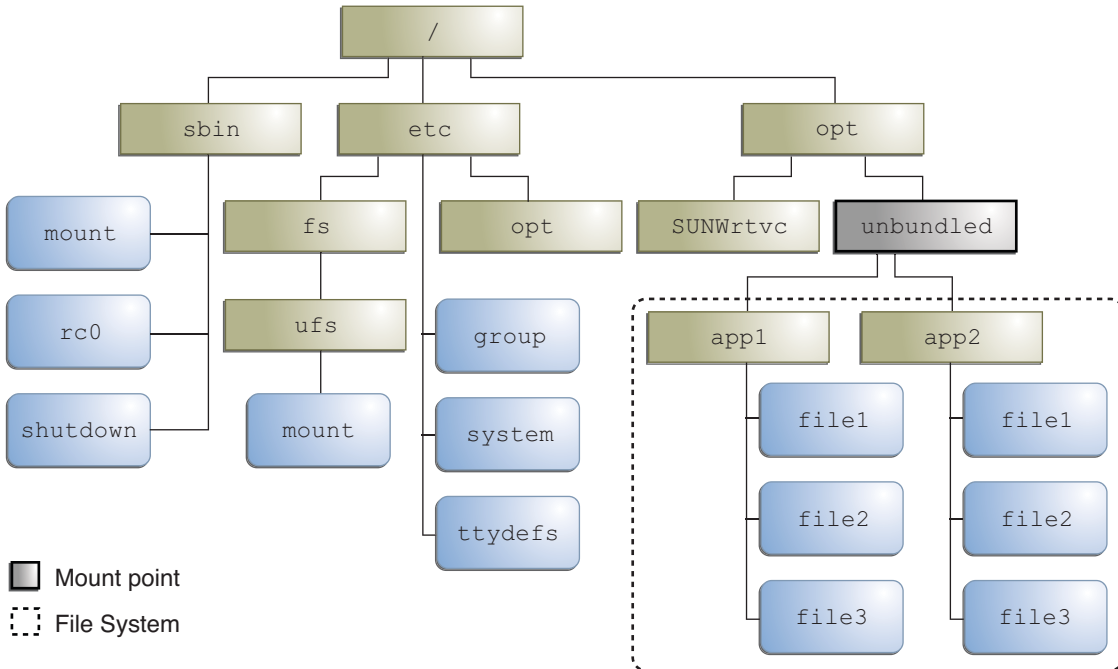 /
sbin
etc
opt
mount
fs
opt
SUNWrtvc
unbundled
rc0
ufs
group
app1
app2
shutdown
mount
system
file1
file1
ttydefs
file2
file2
Mount point
File System
file3
file3